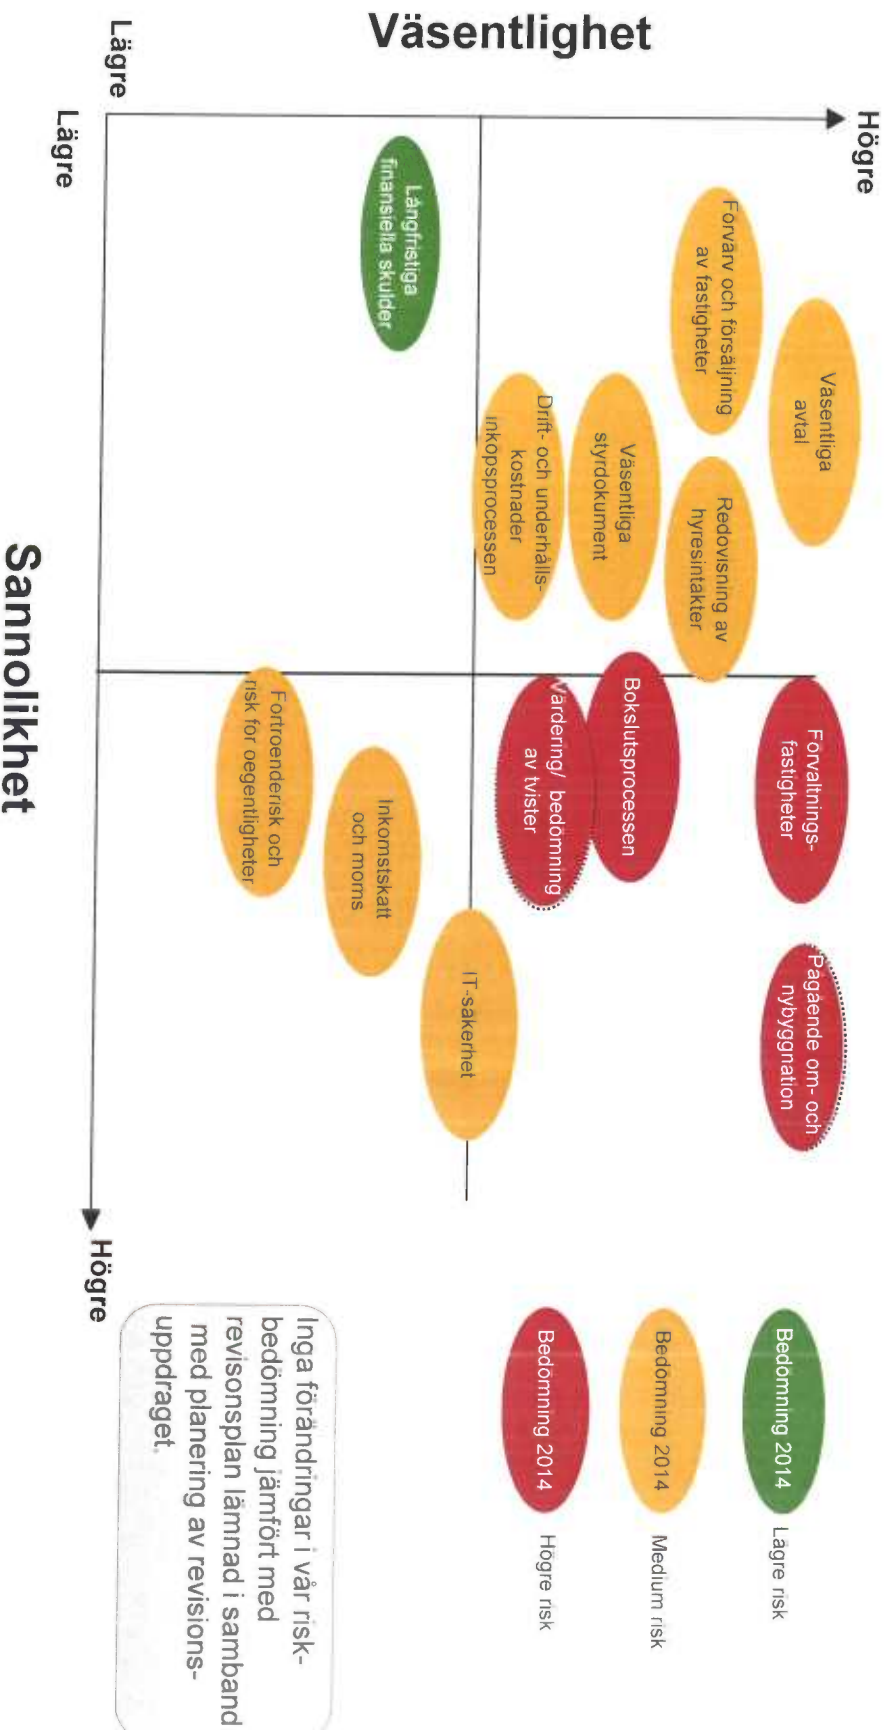 Väsentlighet
Högre
Lägre
Lägre
Väsentliga
avtal
Förvärv och försäljning
av fastigheter
Redovisning av
hyresintäkter
Väsentliga
styrdokument
Drift- och underhålls-
kostnader
inköpsprocessen
Långfristiga
finansiella skulder
Förvaltnings-
fastigheter
Pågående om- och
nybyggnation
Bokslutsprocessen
Värdering/ bedömning
av tvister
IT-säkerhet
Inkomstskatt
och moms
Förtroenderisk och
risk för oegentligheter
Högre
Sannolikhet
Bedömning 2014
Lägre risk
Bedömning 2014
Medium risk
Bedömning 2014
Högre risk
Inga förändringar i vår risk-
bedömning jämfört med
revisonsplan lämnad i samband
med planering av revisions-
uppdraget.